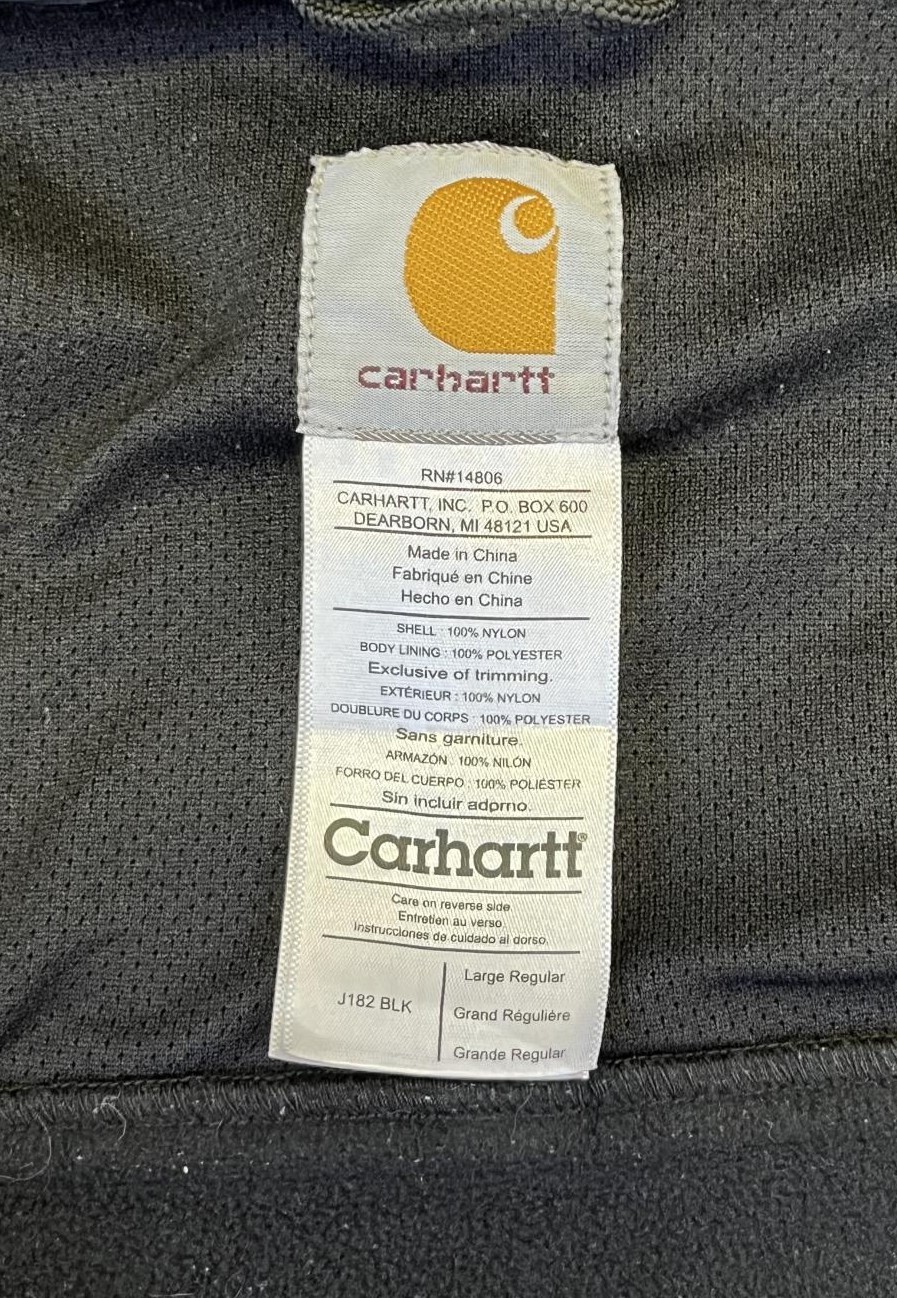 carhartt
RN#14806
CARHARTT, INC. P.O. BOX 600
DEARBORN, MI 48121 USA
Made in China
Fabriqué en Chine
Hecho en China
SHELL : 100% NYLON
BODY LINING : 100% POLYESTER
Exclusive of trimming.
EXTÉRIEUR : 100% NYLON
DOUBLURE DU CORPS : 100% POLYESTER
Sans garniture.
ARMAZÓN : 100% NILÓN
FORRO DEL CUERPO : 100% POLIÉSTER
Sin incluir adorno.
Carhartt®
Care on reverse side.
Entretien au verso.
Instrucciones de cuidado al dorso.
J182 BLK
Large Regular
Grand Régulière
Grande Regular